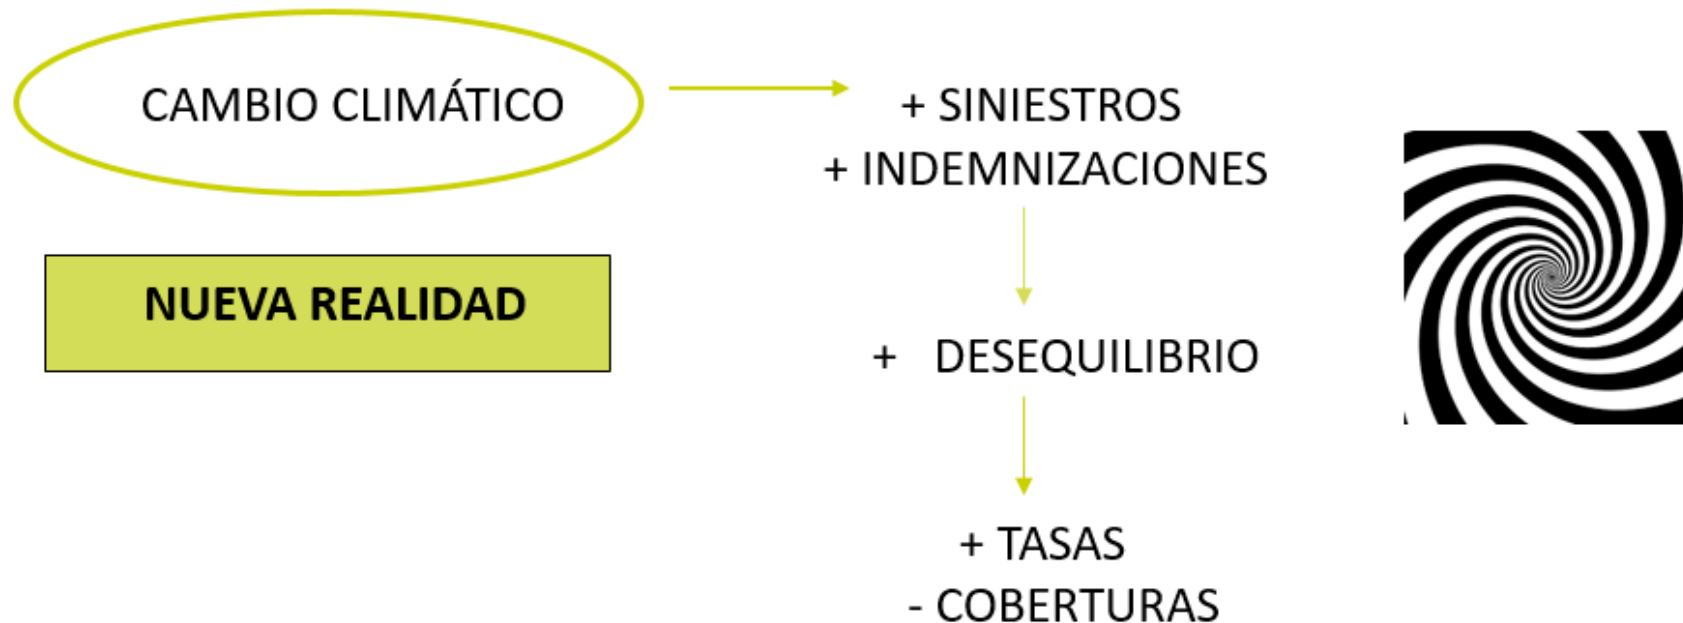 CAMBIO CLIMÁTICO
NUEVA REALIDAD
+ SINIESTROS
+ INDEMNIZACIONES
+ DESEQUILIBRIO
+ TASAS
- COBERTURAS